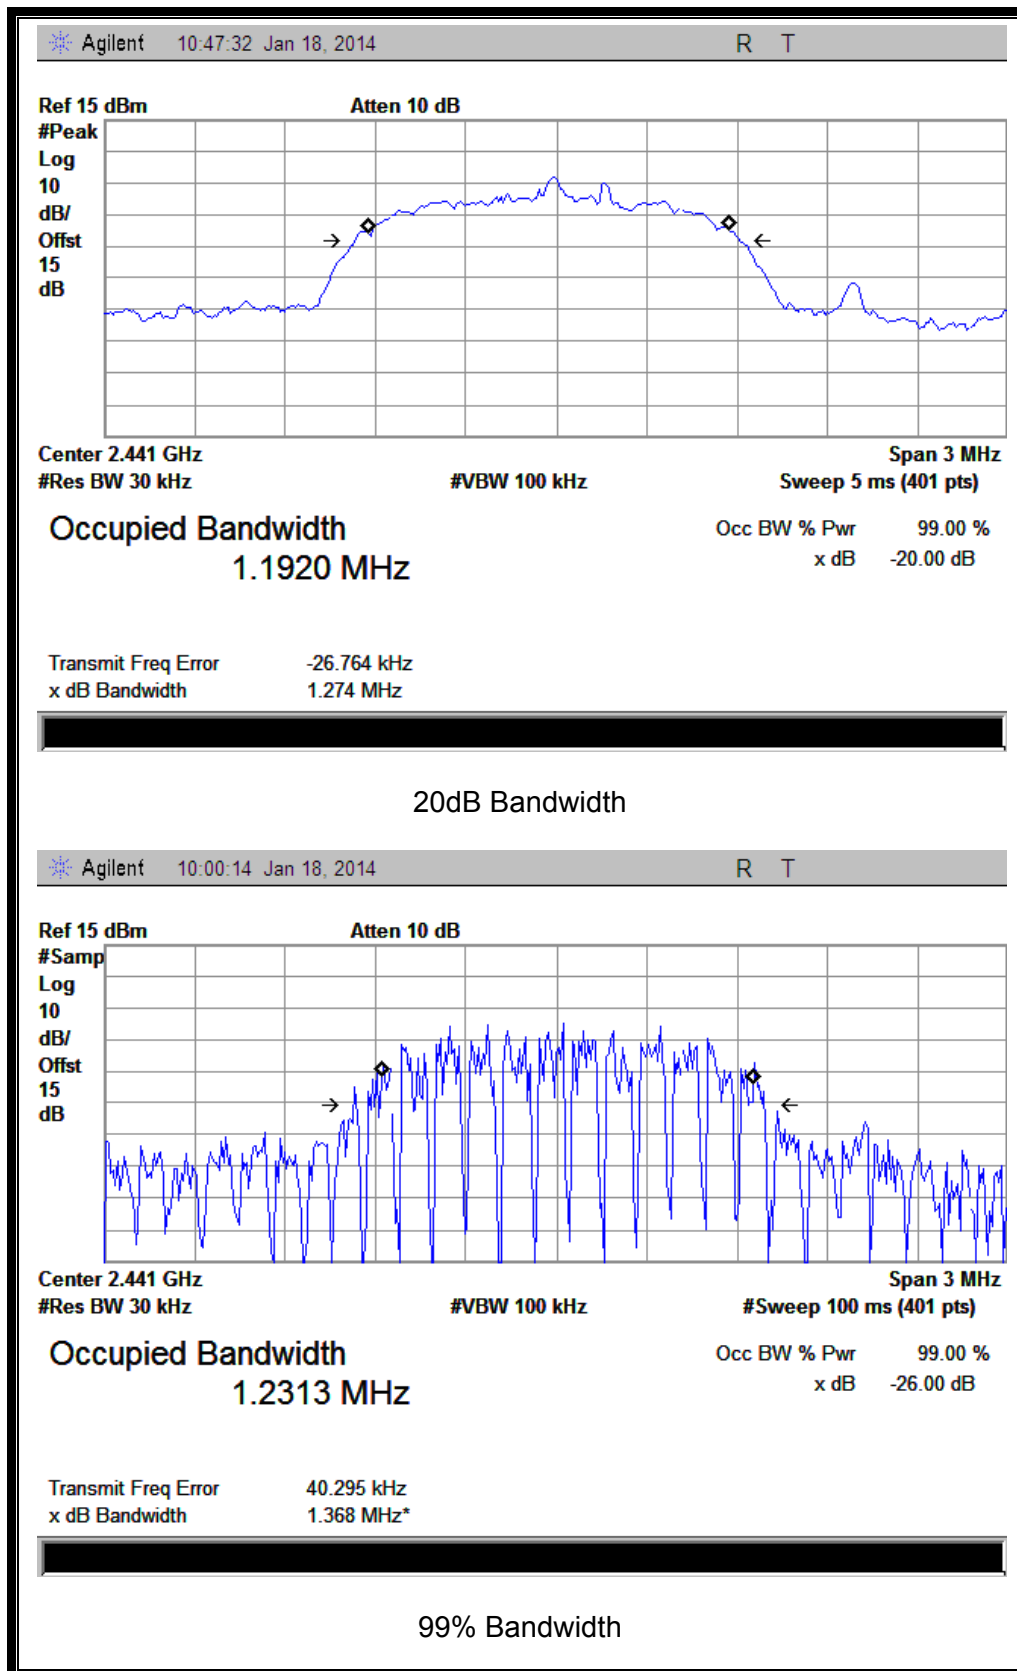 Agilent 10:47:32 Jan 18, 2014 R T
Ref 15 dBm Atten 10 dB
#Peak
Log
10
dB/
Offst
15
dB
Center 2.441 GHz Span 3 MHz
#Res BW 30 kHz #VBW 100 kHz Sweep 5 ms (401 pts)
Occupied Bandwidth Occ BW % Pwr 99.00 %
1.1920 MHz x dB -20.00 dB
Transmit Freq Error -26.764 kHz
x dB Bandwidth 1.274 MHz
20dB Bandwidth
Agilent 10:00:14 Jan 18, 2014 R T
Ref 15 dBm Atten 10 dB
#Samp
Log
10
dB/
Offst
15
dB
Center 2.441 GHz Span 3 MHz
#Res BW 30 kHz #VBW 100 kHz #Sweep 100 ms (401 pts)
Occupied Bandwidth Occ BW % Pwr 99.00 %
1.2313 MHz x dB -26.00 dB
Transmit Freq Error 40.295 kHz
x dB Bandwidth 1.368 MHz*
99% Bandwidth